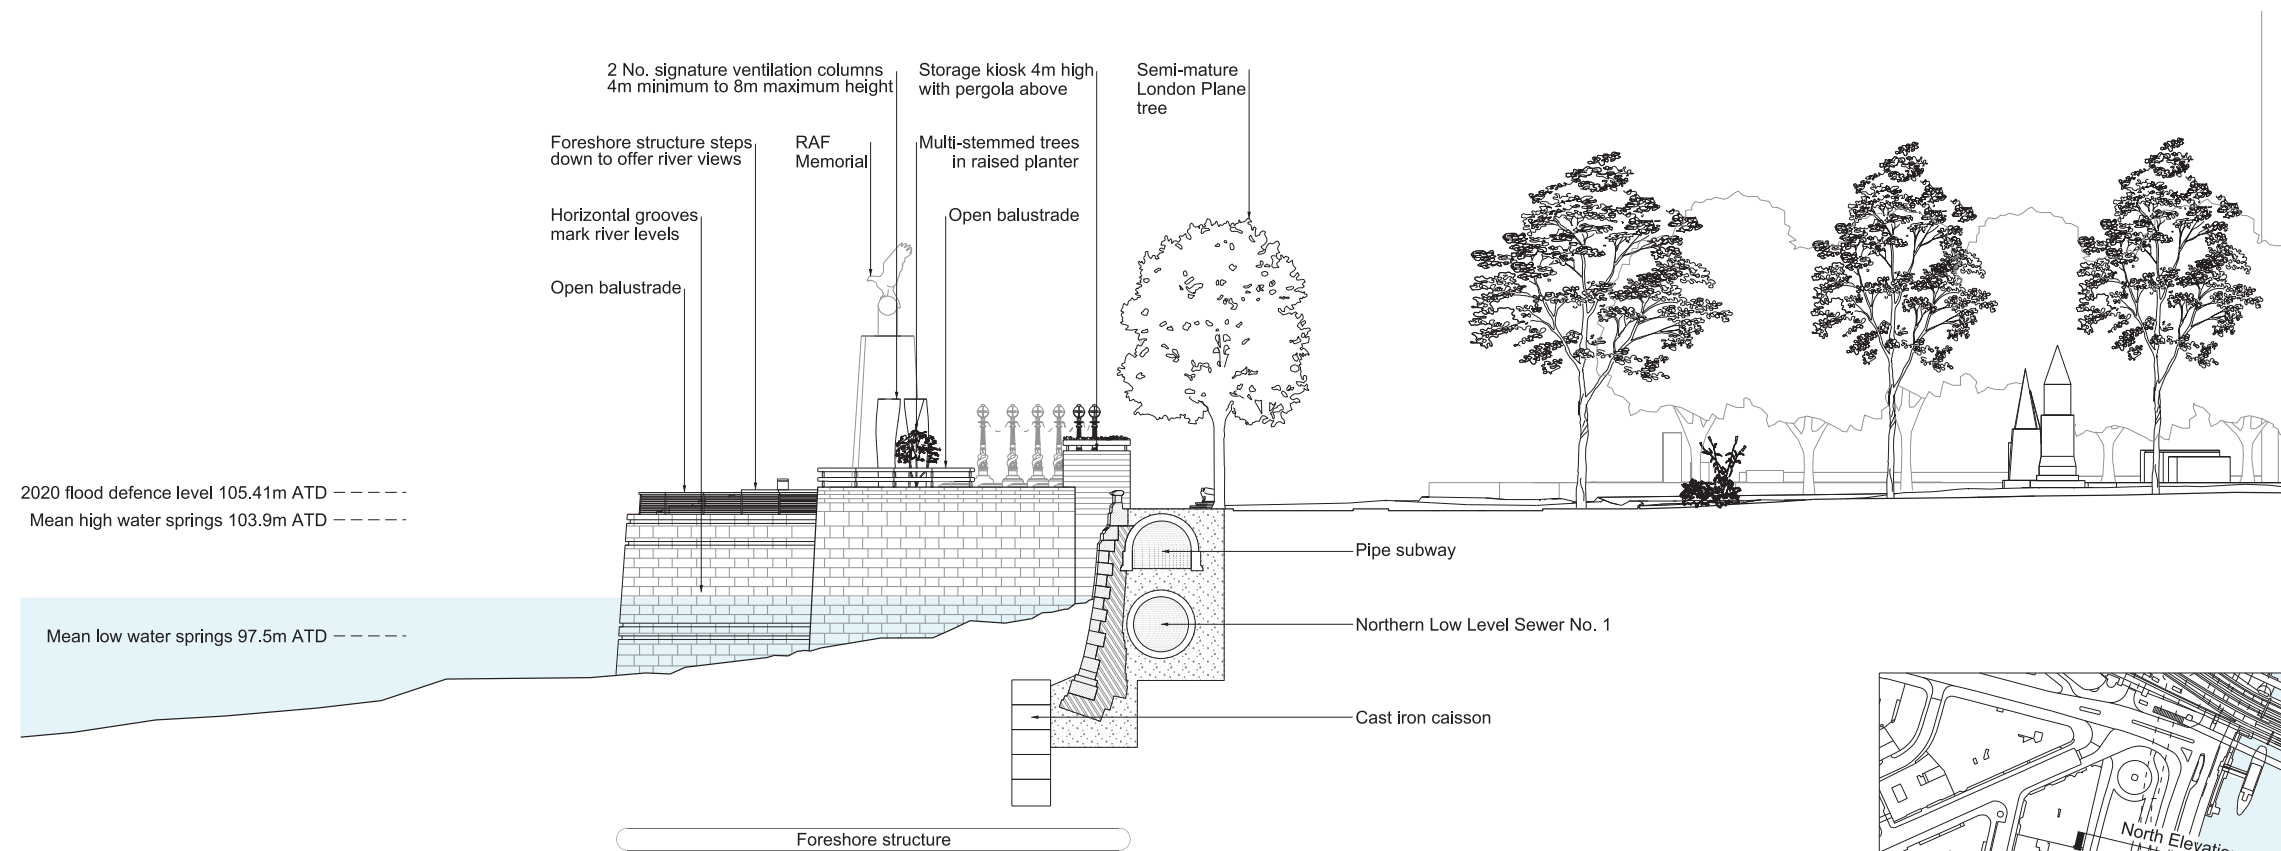 2 No. signature ventilation columns
4m minimum to 8m maximum height
Storage kiosk 4m high
with pergola above
Semi-mature
London Plane
tree
Foreshore structure steps
down to offer river views
RAF
Memorial
Multi-stemmed trees
in raised planter
Horizontal grooves
mark river levels
Open balustrade
Open balustrade
2020 flood defence level 105.41m ATD
Mean high water springs 103.9m ATD
Pipe subway
Mean low water springs 97.5m ATD
Northern Low Level Sewer No. 1
Cast iron caisson
Foreshore structure
North Elevation